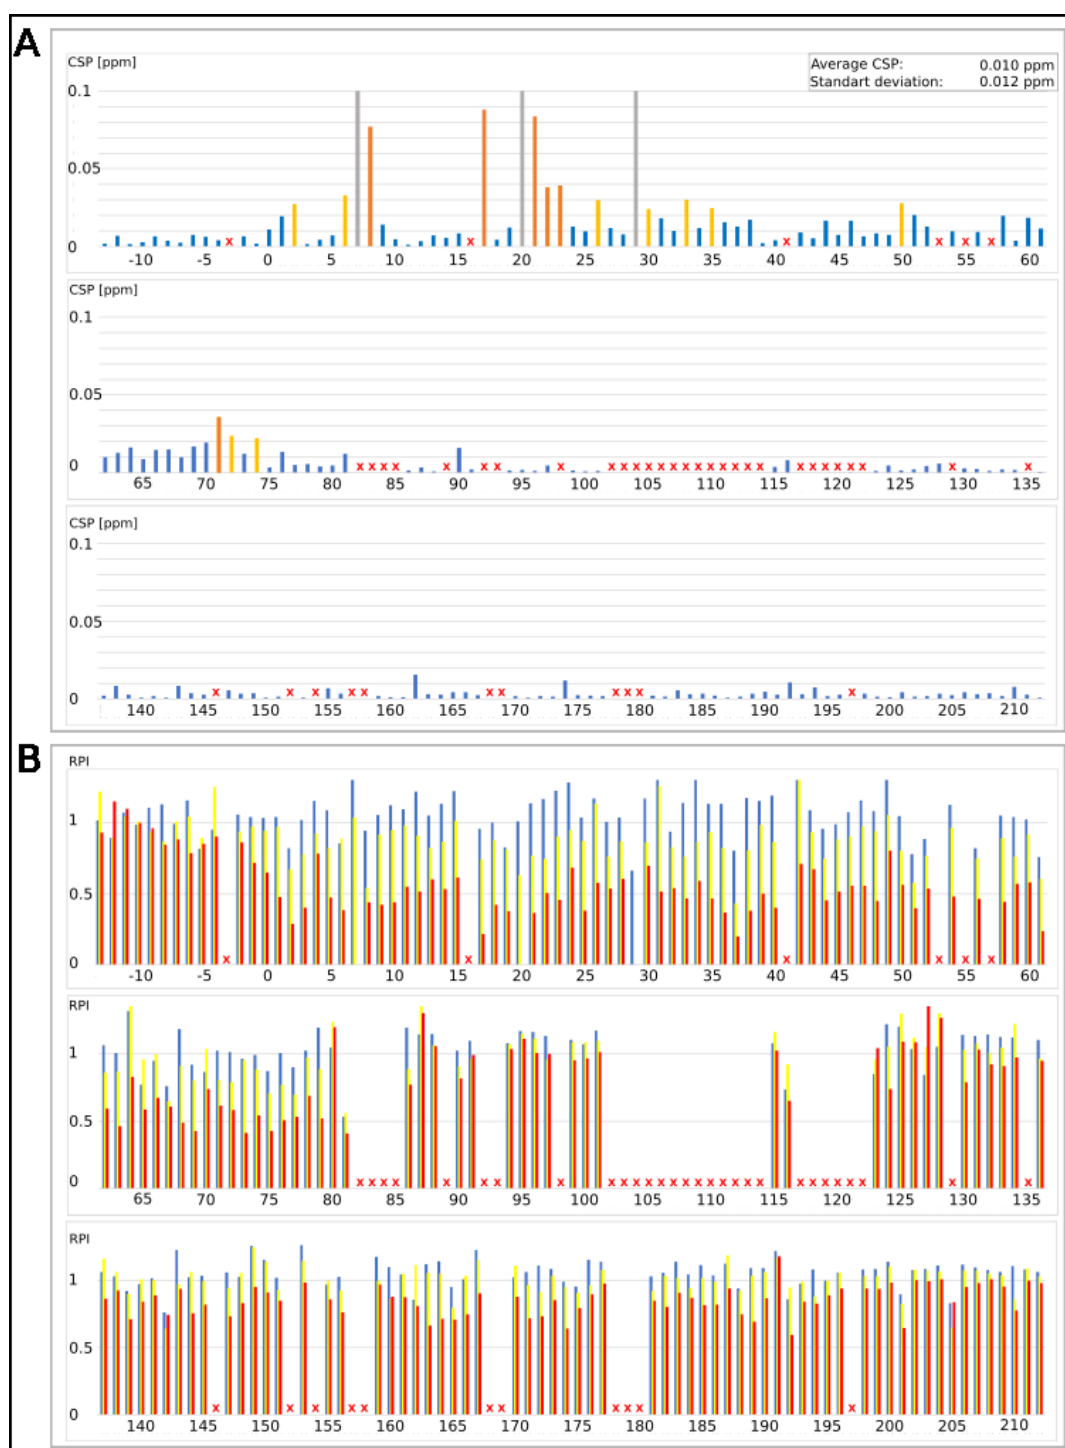 A
CSP [ppm]
Average CSP: 0.010 ppm
Standart deviation: 0.012 ppm
0.1
0.05
0
-10 -5 0 5 10 15 20 25 30 35 40 45 50 55 60
CSP [ppm]
0.1
0.05
0
65 70 75 80 85 90 95 100 105 110 115 120 125 130 135
CSP [ppm]
0.1
0.05
0
140 145 150 155 160 165 170 175 180 185 190 195 200 205 210
B
RPI
1
0.5
0
-10 -5 0 5 10 15 20 25 30 35 40 45 50 55 60
RPI
1
0.5
0
65 70 75 80 85 90 95 100 105 110 115 120 125 130 135
RPI
1
0.5
0
140 145 150 155 160 165 170 175 180 185 190 195 200 205 210